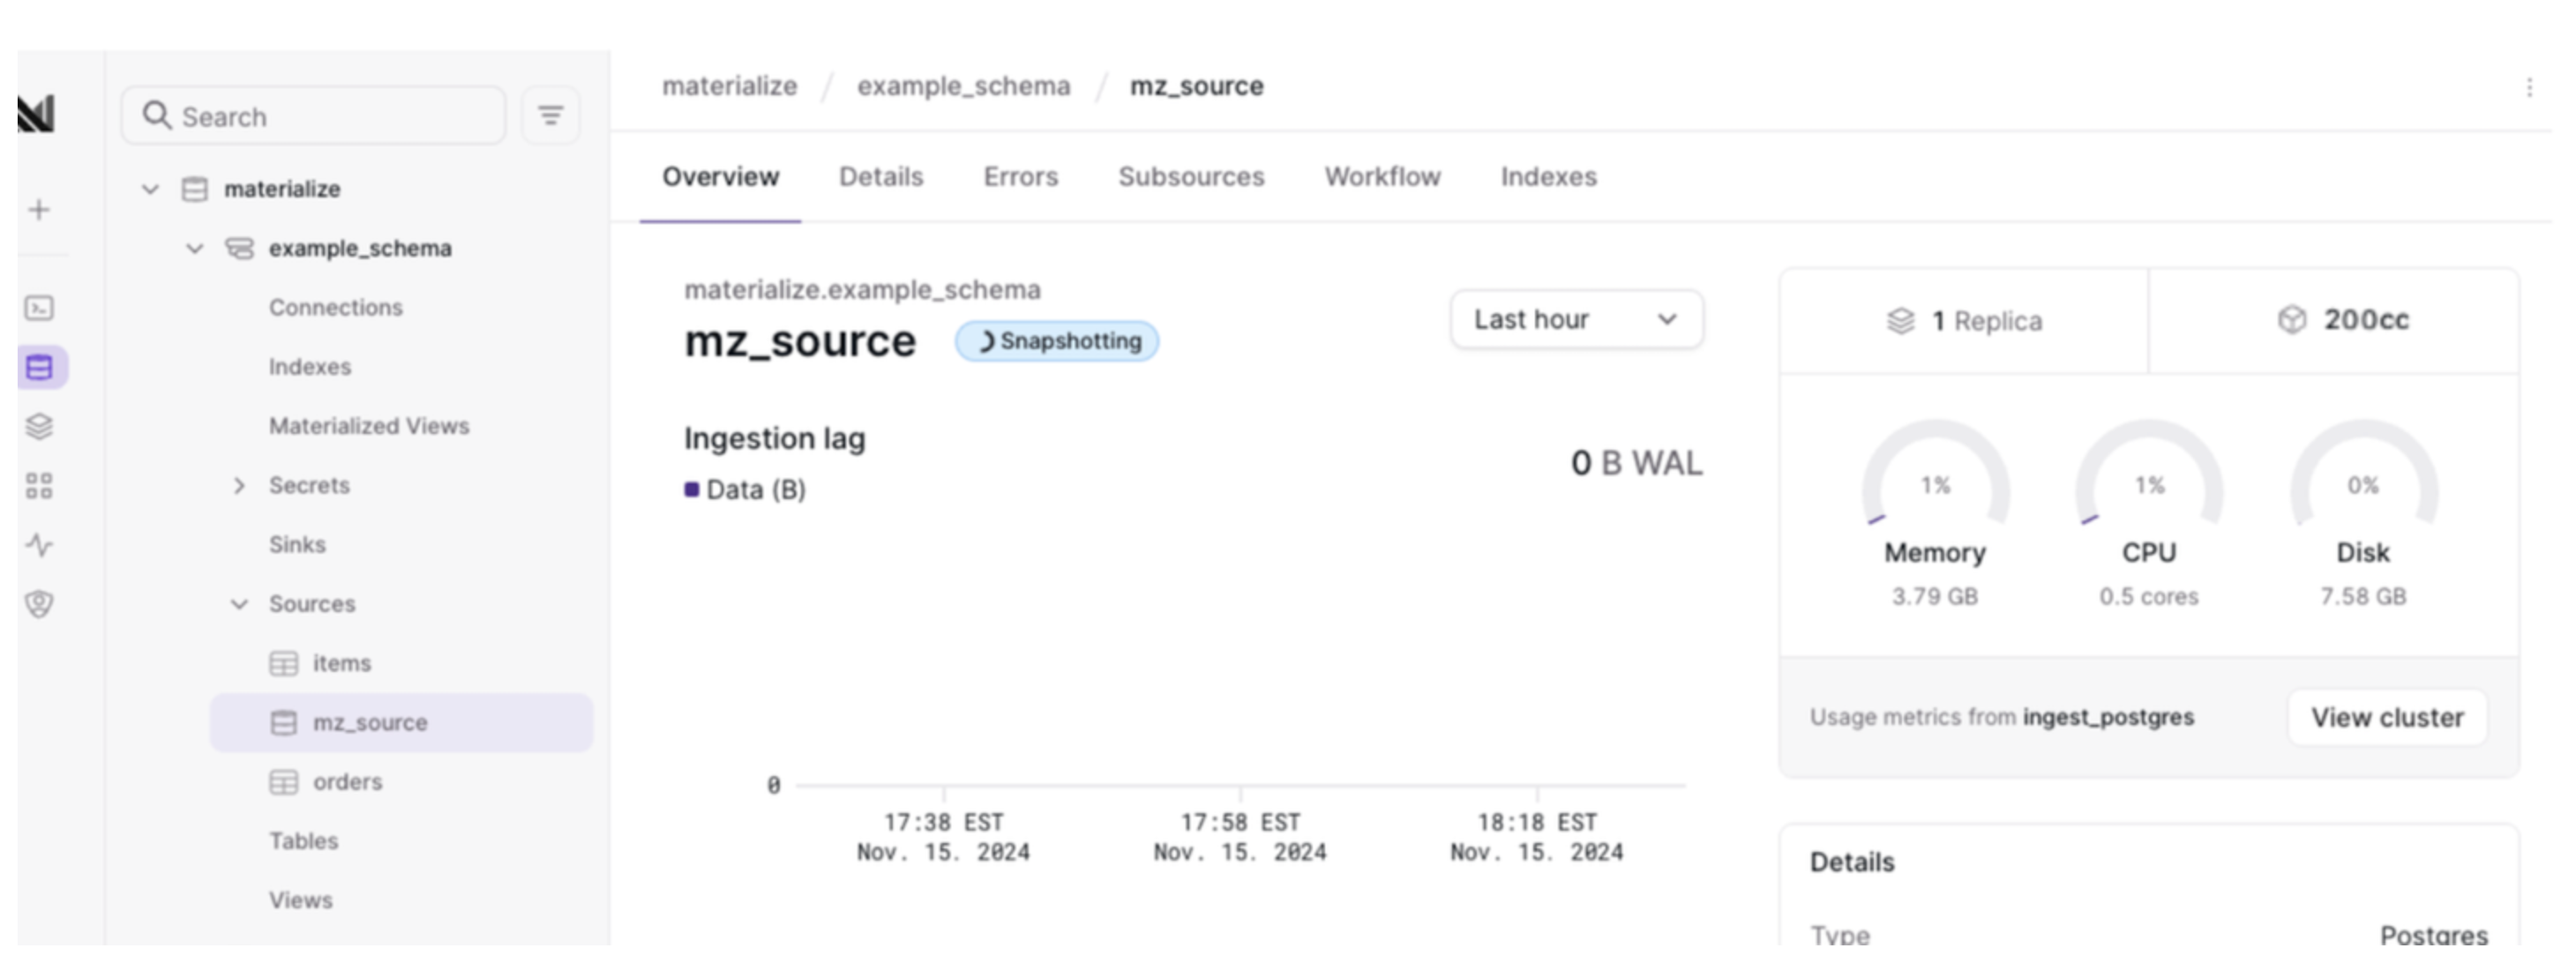 Search
materialize
example_schema
Connections
Indexes
Materialized Views
Secrets
Sinks
Sources
items
mz_source
orders
Tables
Views
materialize / example_schema / mz_source
Overview Details Errors Subsources Workflow Indexes
materialize.example_schema
mz_source Snapshotting
Last hour
Ingestion lag
Data (B)
0 B WAL
0
17:38 EST 17:58 EST 18:18 EST
Nov. 15. 2024 Nov. 15. 2024 Nov. 15. 2024
1 Replica 200cc
1% 1% 0%
Memory CPU Disk
3.79 GB 0.5 cores 7.58 GB
Usage metrics from ingest_postgres View cluster
Details
Type Postgres